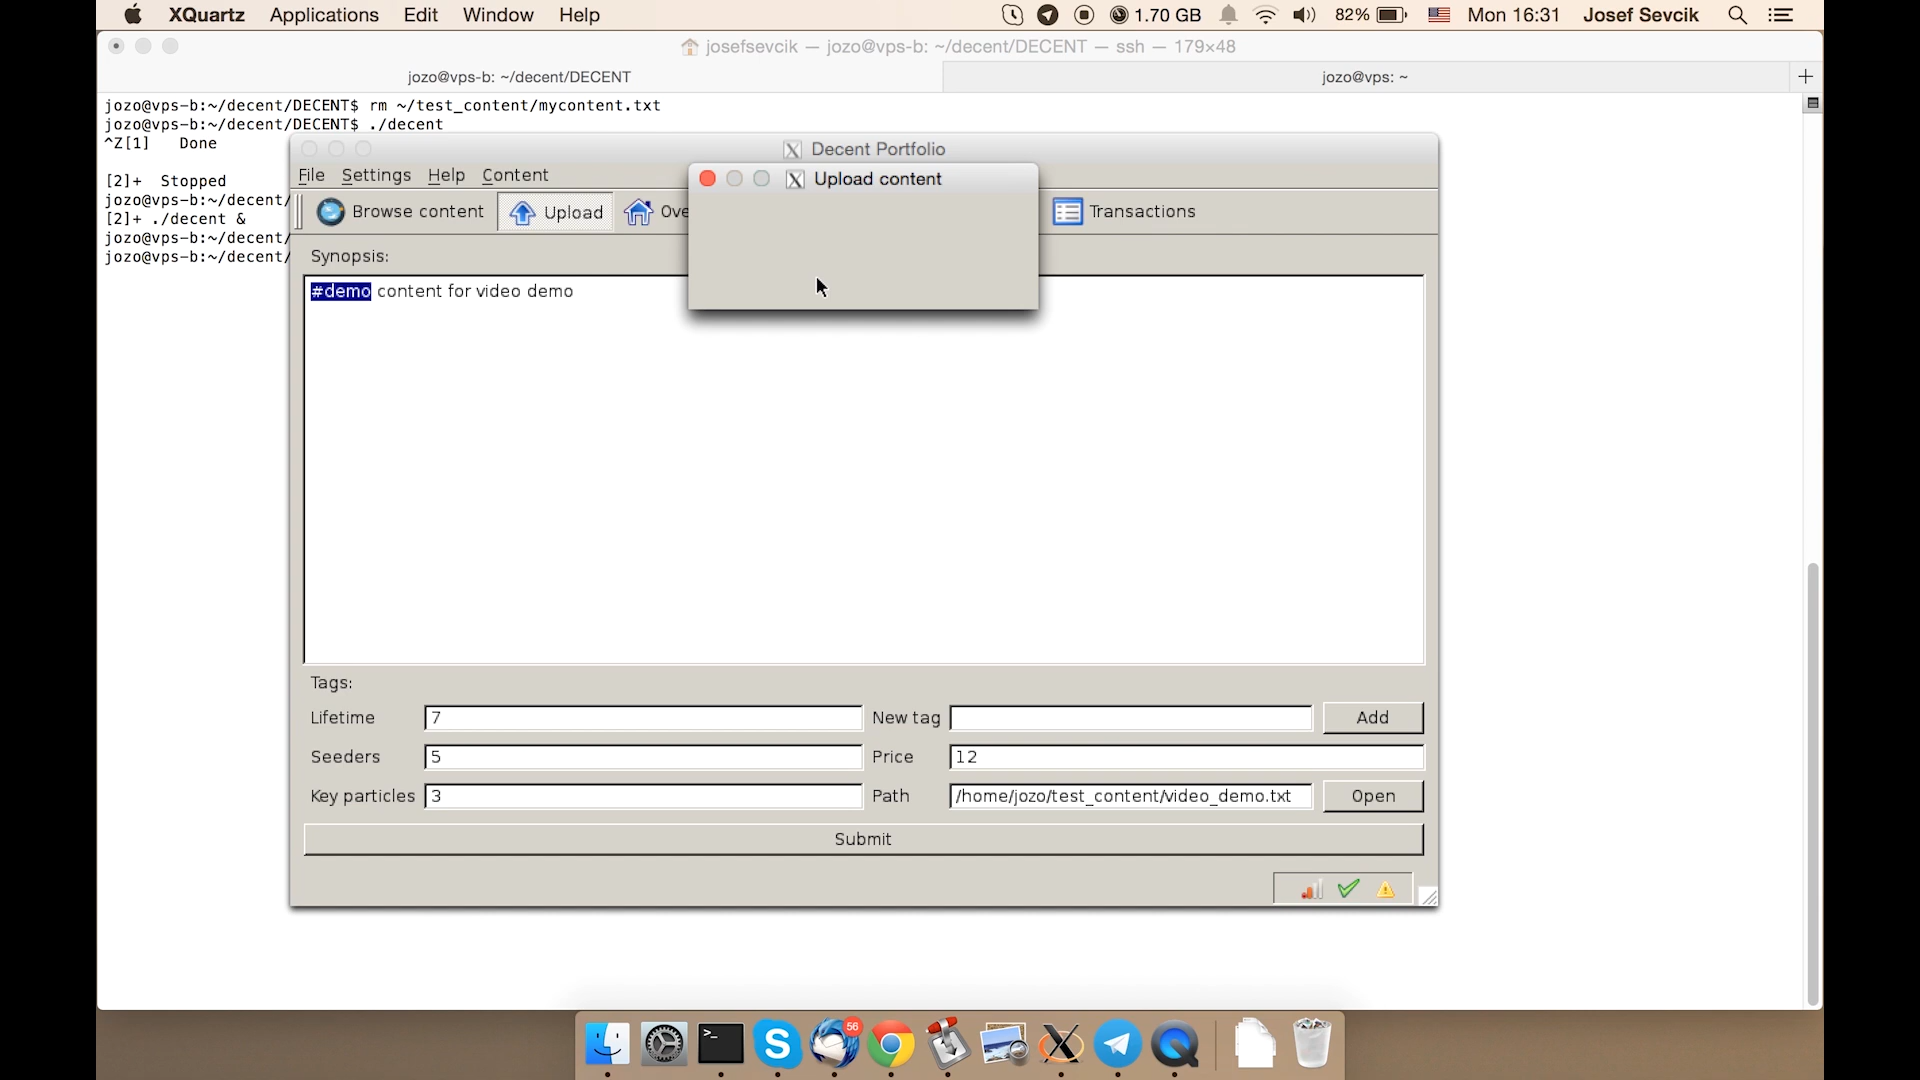 XQuartz Applications Edit Window Help 1.70 GB 82% Mon 16:31 Josef Sevcik
josefsevcik — jozo@vps-b: ~/decent/DECENT — ssh — 179×48
jozo@vps-b: ~/decent/DECENT jozo@vps: ~ +
jozo@vps-b:~/decent/DECENT$ rm ~/test_content/mycontent.txt
jozo@vps-b:~/decent/DECENT$ ./decent
^Z[1] Done
[2]+ Stopped
jozo@vps-b:~/decent/
[2]+ ./decent &
jozo@vps-b:~/decent/
jozo@vps-b:~/decent/
X Decent Portfolio
File Settings Help Content
X Upload content
Browse content Upload Ove Transactions
Synopsis:
#demo content for video demo
Tags:
Lifetime 7 New tag Add
Seeders 5 Price 12
Key particles 3 Path /home/jozo/test_content/video_demo.txt Open
Submit
>_ S 56 X